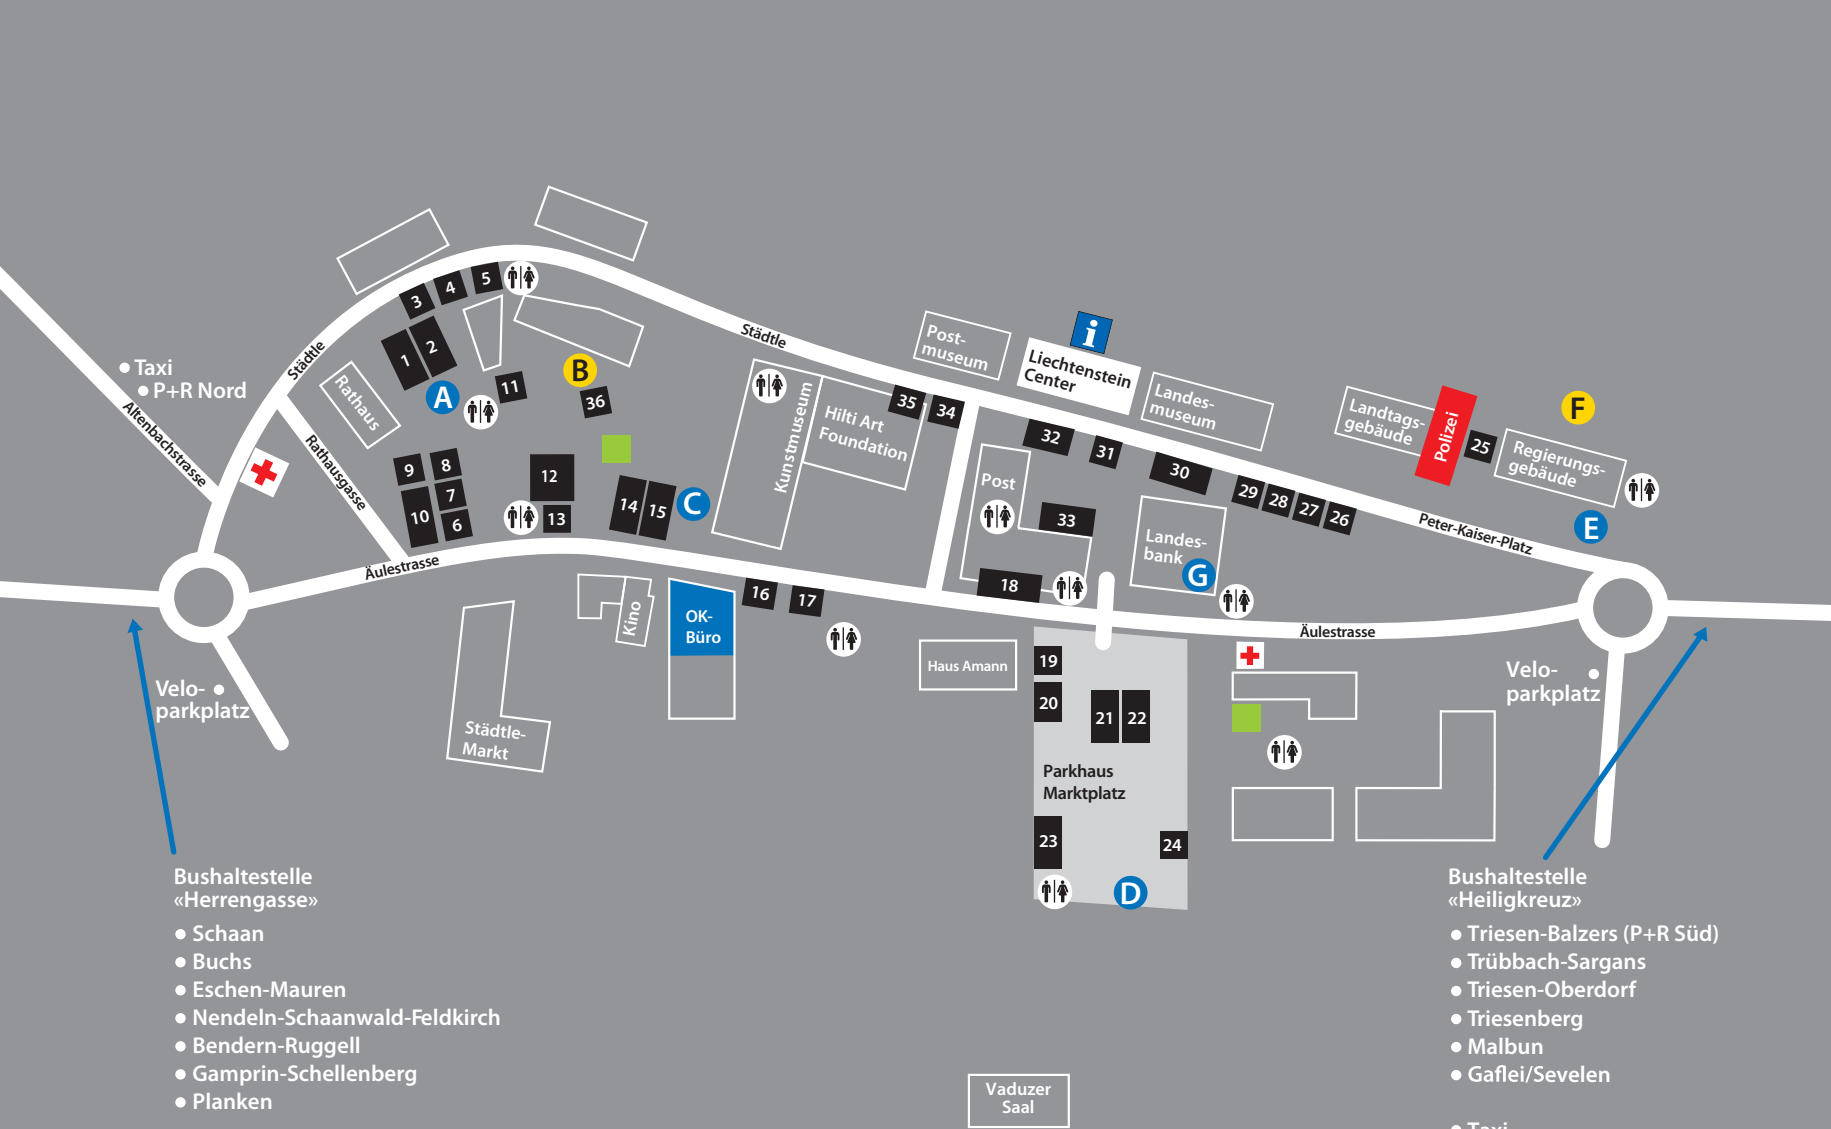 Städtle
3
4
5
1
2
Taxi
P+R Nord
Altenbachstrasse
Städtle
Rathaus
A
11
B
36
Rathausgasse
9
8
7
10
6
12
13
14
15
C
Äulestrasse
Kunstmuseum
Hilti Art
Foundation
35
34
Post-
museum
i
Liechtenstein
Center
Landes-
museum
32
31
30
29
28
27
26
Landtags-
gebäude
Polizei
25
Regierungs-
gebäude
F
E
Peter-Kaiser-Platz
Post
33
18
Landes-
bank
G
Äulestrasse
Kino
OK-
Büro
16
17
Haus Amann
19
20
21
22
Parkhaus
Marktplatz
23
24
D
Städtle-
Markt
Velo-
parkplatz
Velo-
parkplatz
Bushaltestelle
«Herrengasse»
Schaan
Buchs
Eschen-Mauren
Nendeln-Schaanwald-Feldkirch
Bendern-Ruggell
Gamprin-Schellenberg
Planken
Vaduzer
Saal
Bushaltestelle
«Heiligkreuz»
Triesen-Balzers (P+R Süd)
Trübbach-Sargans
Triesen-Oberdorf
Triesenberg
Malbun
Gaflei/Sevelen
Taxi